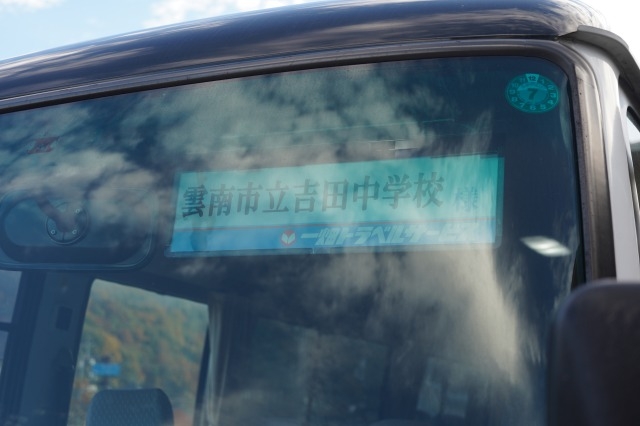 7
雲南市立吉田中学校 様
一畑トラベルサービス